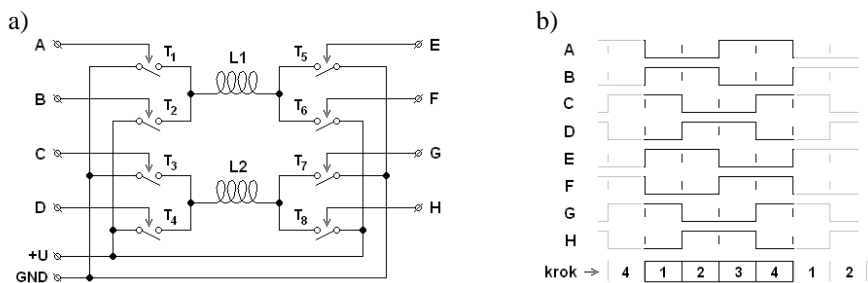 a)
A T1 T5 E
L1
B T2 T6 F
C T3 T7 G
L2
D T4 T8 H
+U
GND
b)
A
B
C
D
E
F
G
H
krok → 4 1 2 3 4 1 2